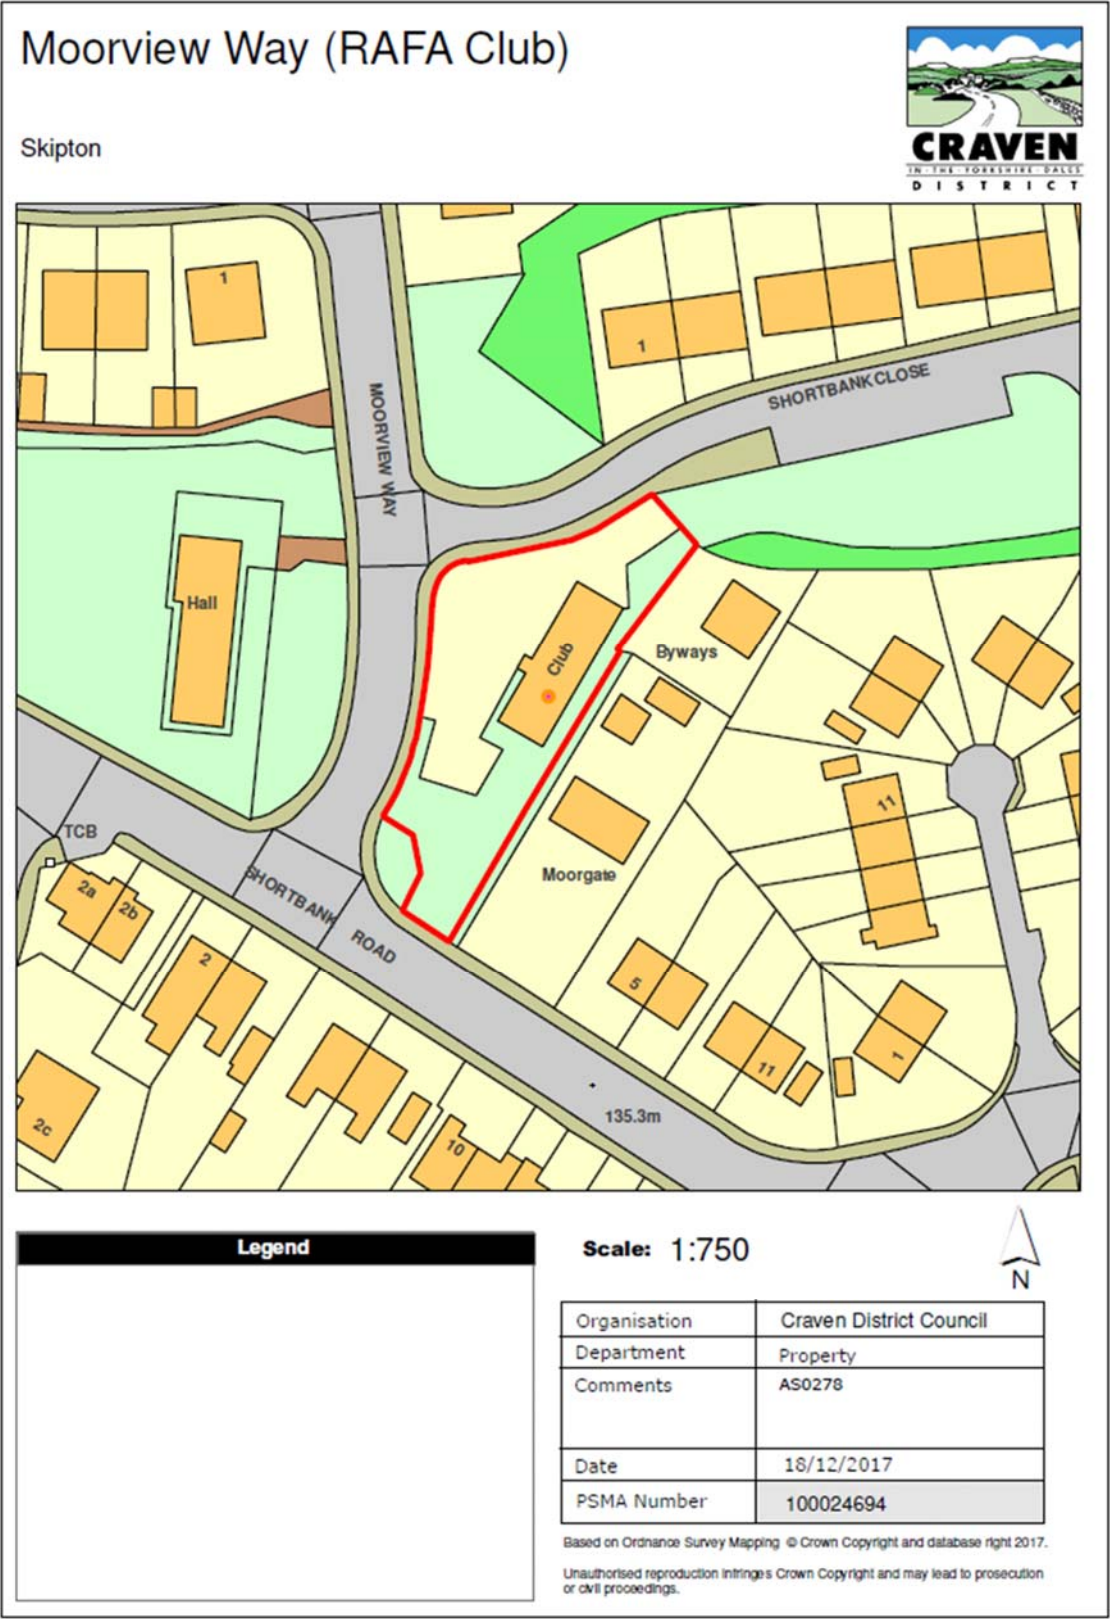 Moorview Way (RAFA Club)
Skipton
CRAVEN
IN · THE · YORKSHIRE · DALES
DISTRICT
1
1
MOORVIEW WAY
SHORTBANK CLOSE
Hall
Club
Byways
11
TCB
2a
2b
SHORTBANK
ROAD
Moorgate
2
5
11
1
2c
10
135.3m
Legend
Scale: 1:750
N
Organisation Craven District Council
Department Property
Comments AS0278
Date 18/12/2017
PSMA Number 100024694
Based on Ordnance Survey Mapping © Crown Copyright and database right 2017.
Unauthorised reproduction infringes Crown Copyright and may lead to prosecution
or civil proceedings.